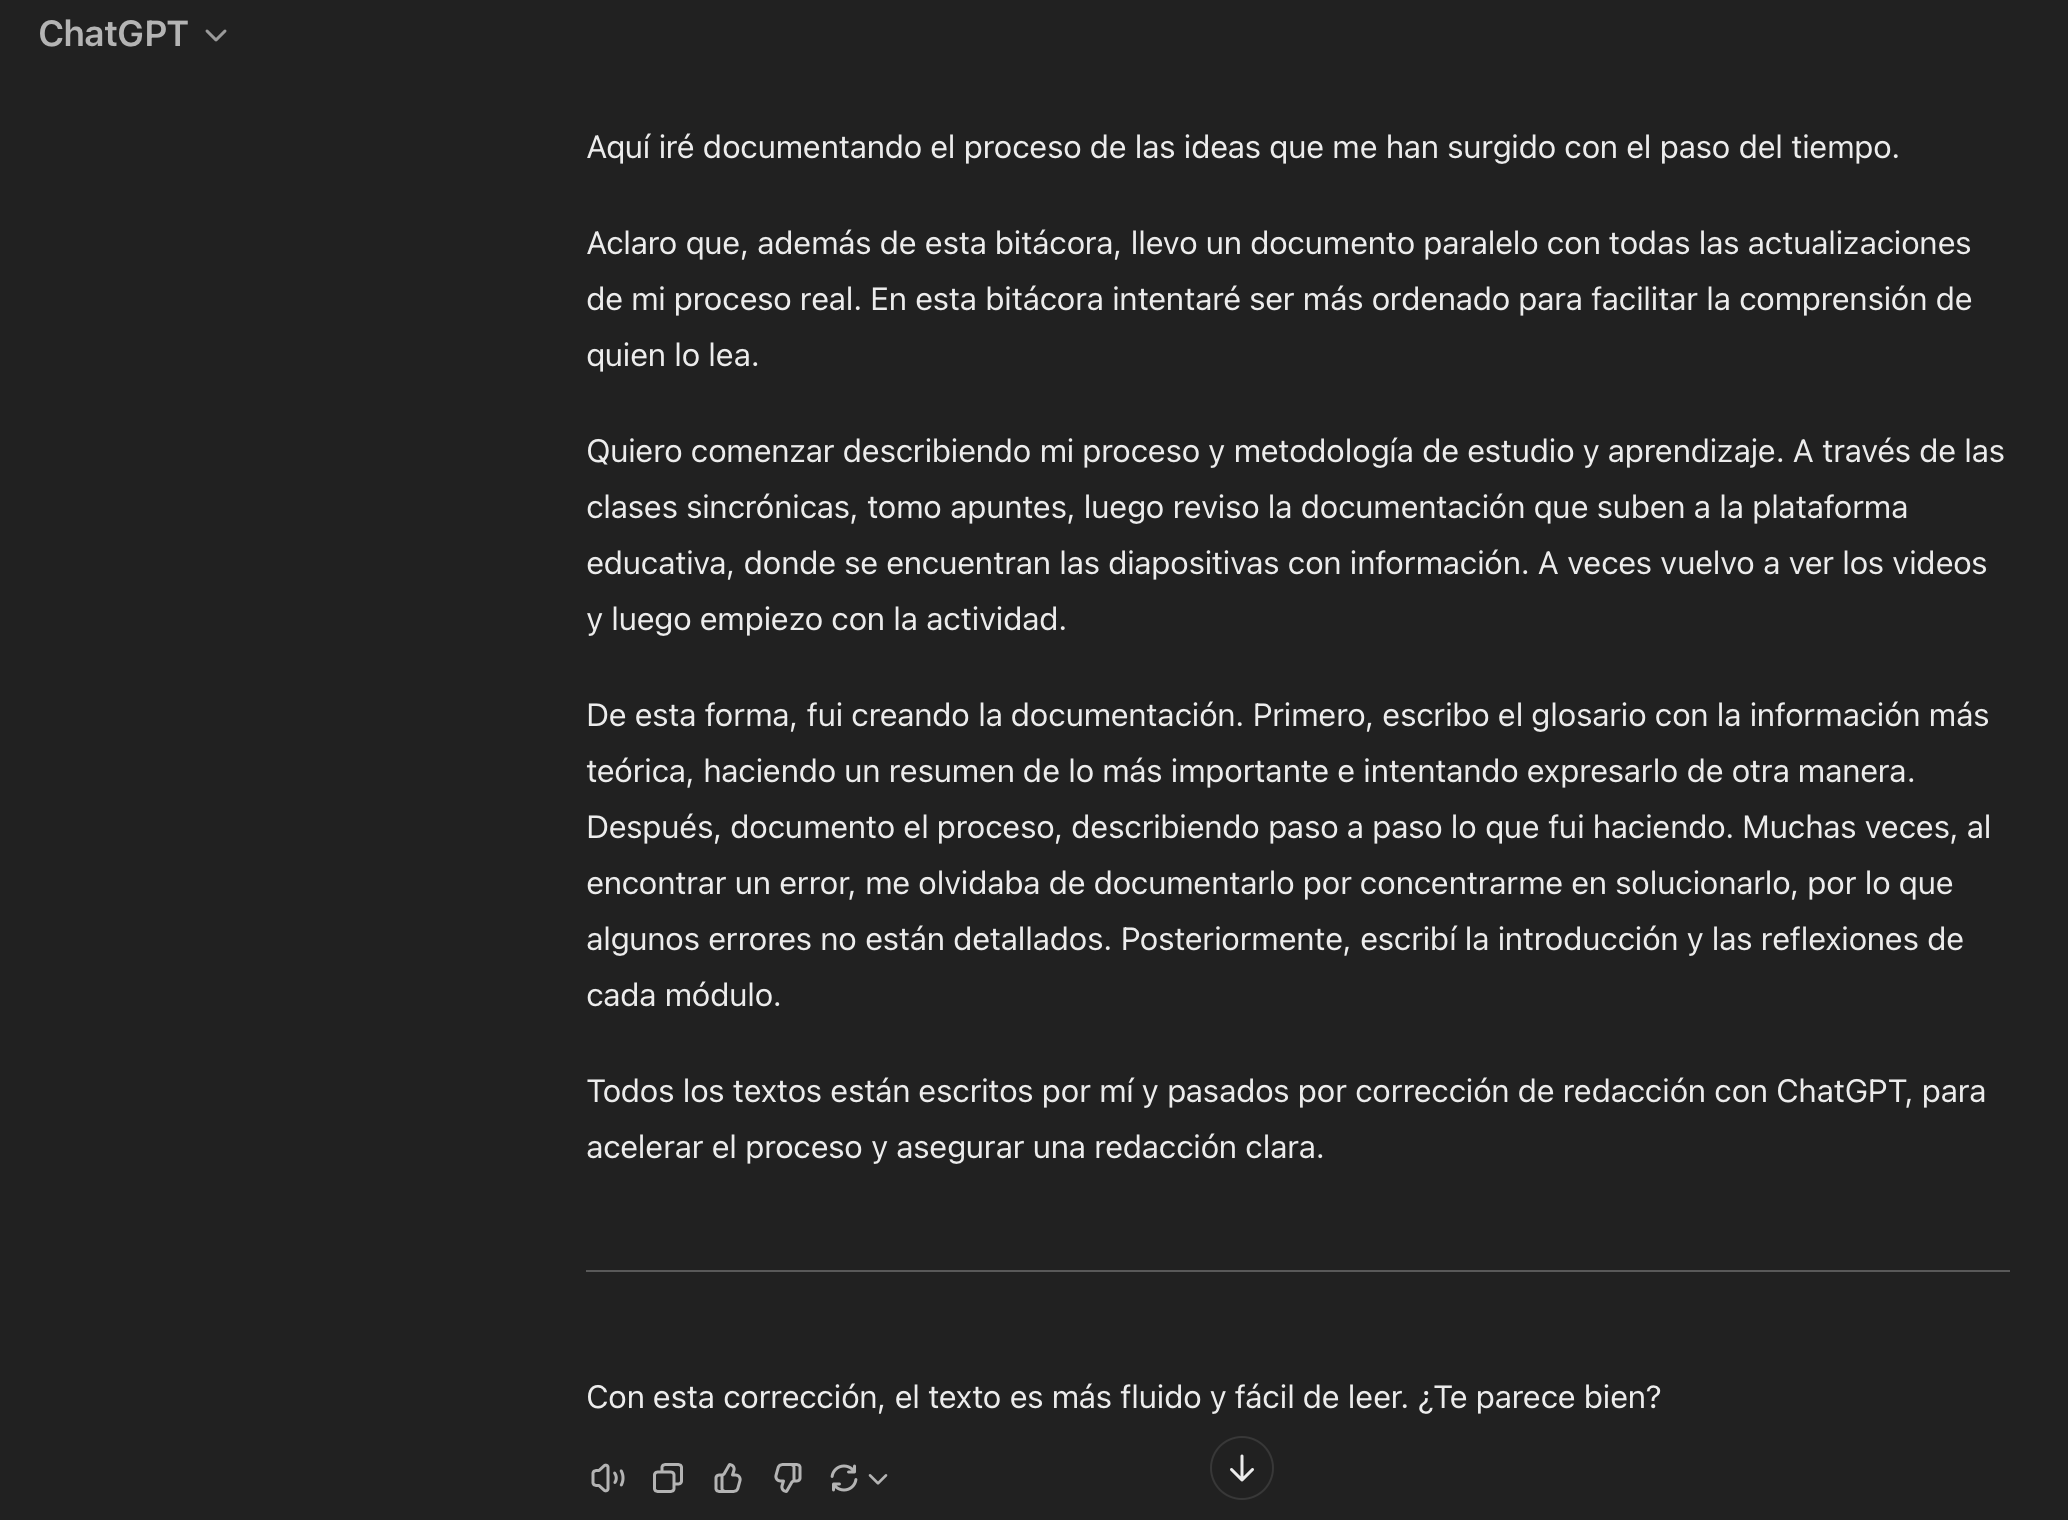 ChatGPT
Aquí iré documentando el proceso de las ideas que me han surgido con el paso del tiempo.
Aclaro que, además de esta bitácora, llevo un documento paralelo con todas las actualizaciones
de mi proceso real. En esta bitácora intentaré ser más ordenado para facilitar la comprensión de
quien lo lea.
Quiero comenzar describiendo mi proceso y metodología de estudio y aprendizaje. A través de las
clases sincrónicas, tomo apuntes, luego reviso la documentación que suben a la plataforma
educativa, donde se encuentran las diapositivas con información. A veces vuelvo a ver los videos
y luego empiezo con la actividad.
De esta forma, fui creando la documentación. Primero, escribo el glosario con la información más
teórica, haciendo un resumen de lo más importante e intentando expresarlo de otra manera.
Después, documento el proceso, describiendo paso a paso lo que fui haciendo. Muchas veces, al
encontrar un error, me olvidaba de documentarlo por concentrarme en solucionarlo, por lo que
algunos errores no están detallados. Posteriormente, escribí la introducción y las reflexiones de
cada módulo.
Todos los textos están escritos por mí y pasados por corrección de redacción con ChatGPT, para
acelerar el proceso y asegurar una redacción clara.
Con esta corrección, el texto es más fluido y fácil de leer. ¿Te parece bien?